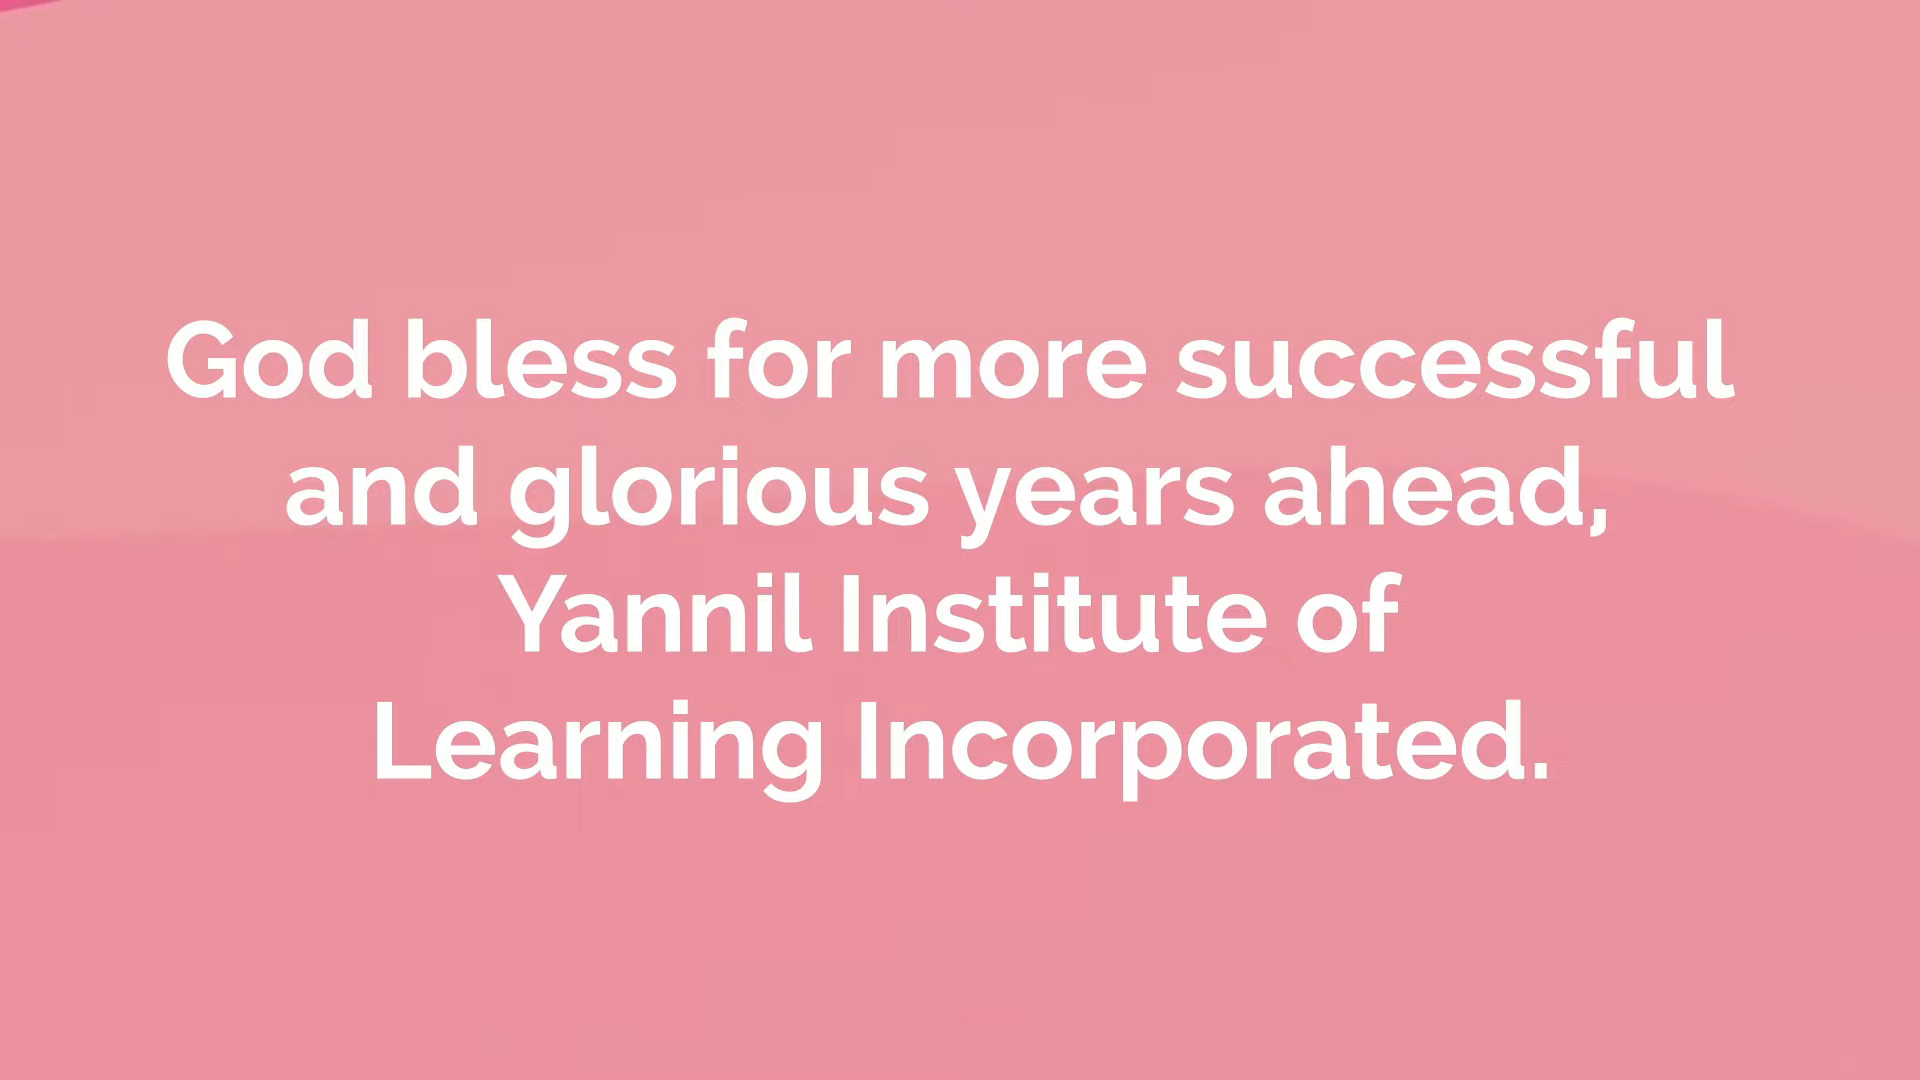 God bless for more successful
and glorious years ahead,
Yannil Institute of
Learning Incorporated.